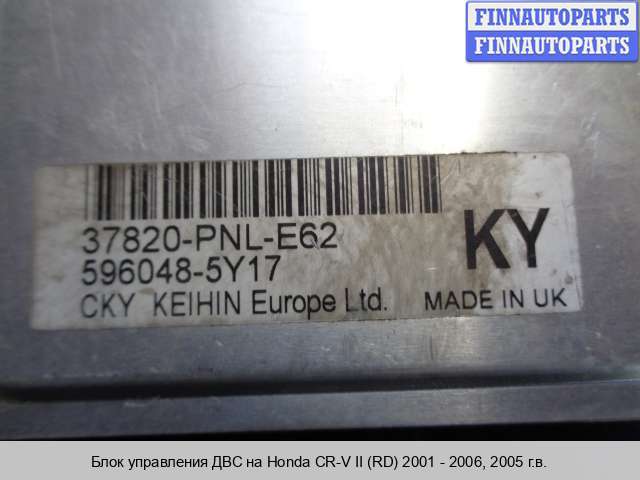 FINNAUTOPARTS
FINNAUTOPARTS
37820-PNL-E62
596048-5Y17
KY
CKY KEIHIN Europe Ltd. MADE IN UK
Блок управления ДВС на Honda CR-V II (RD) 2001 - 2006, 2005 г.в.